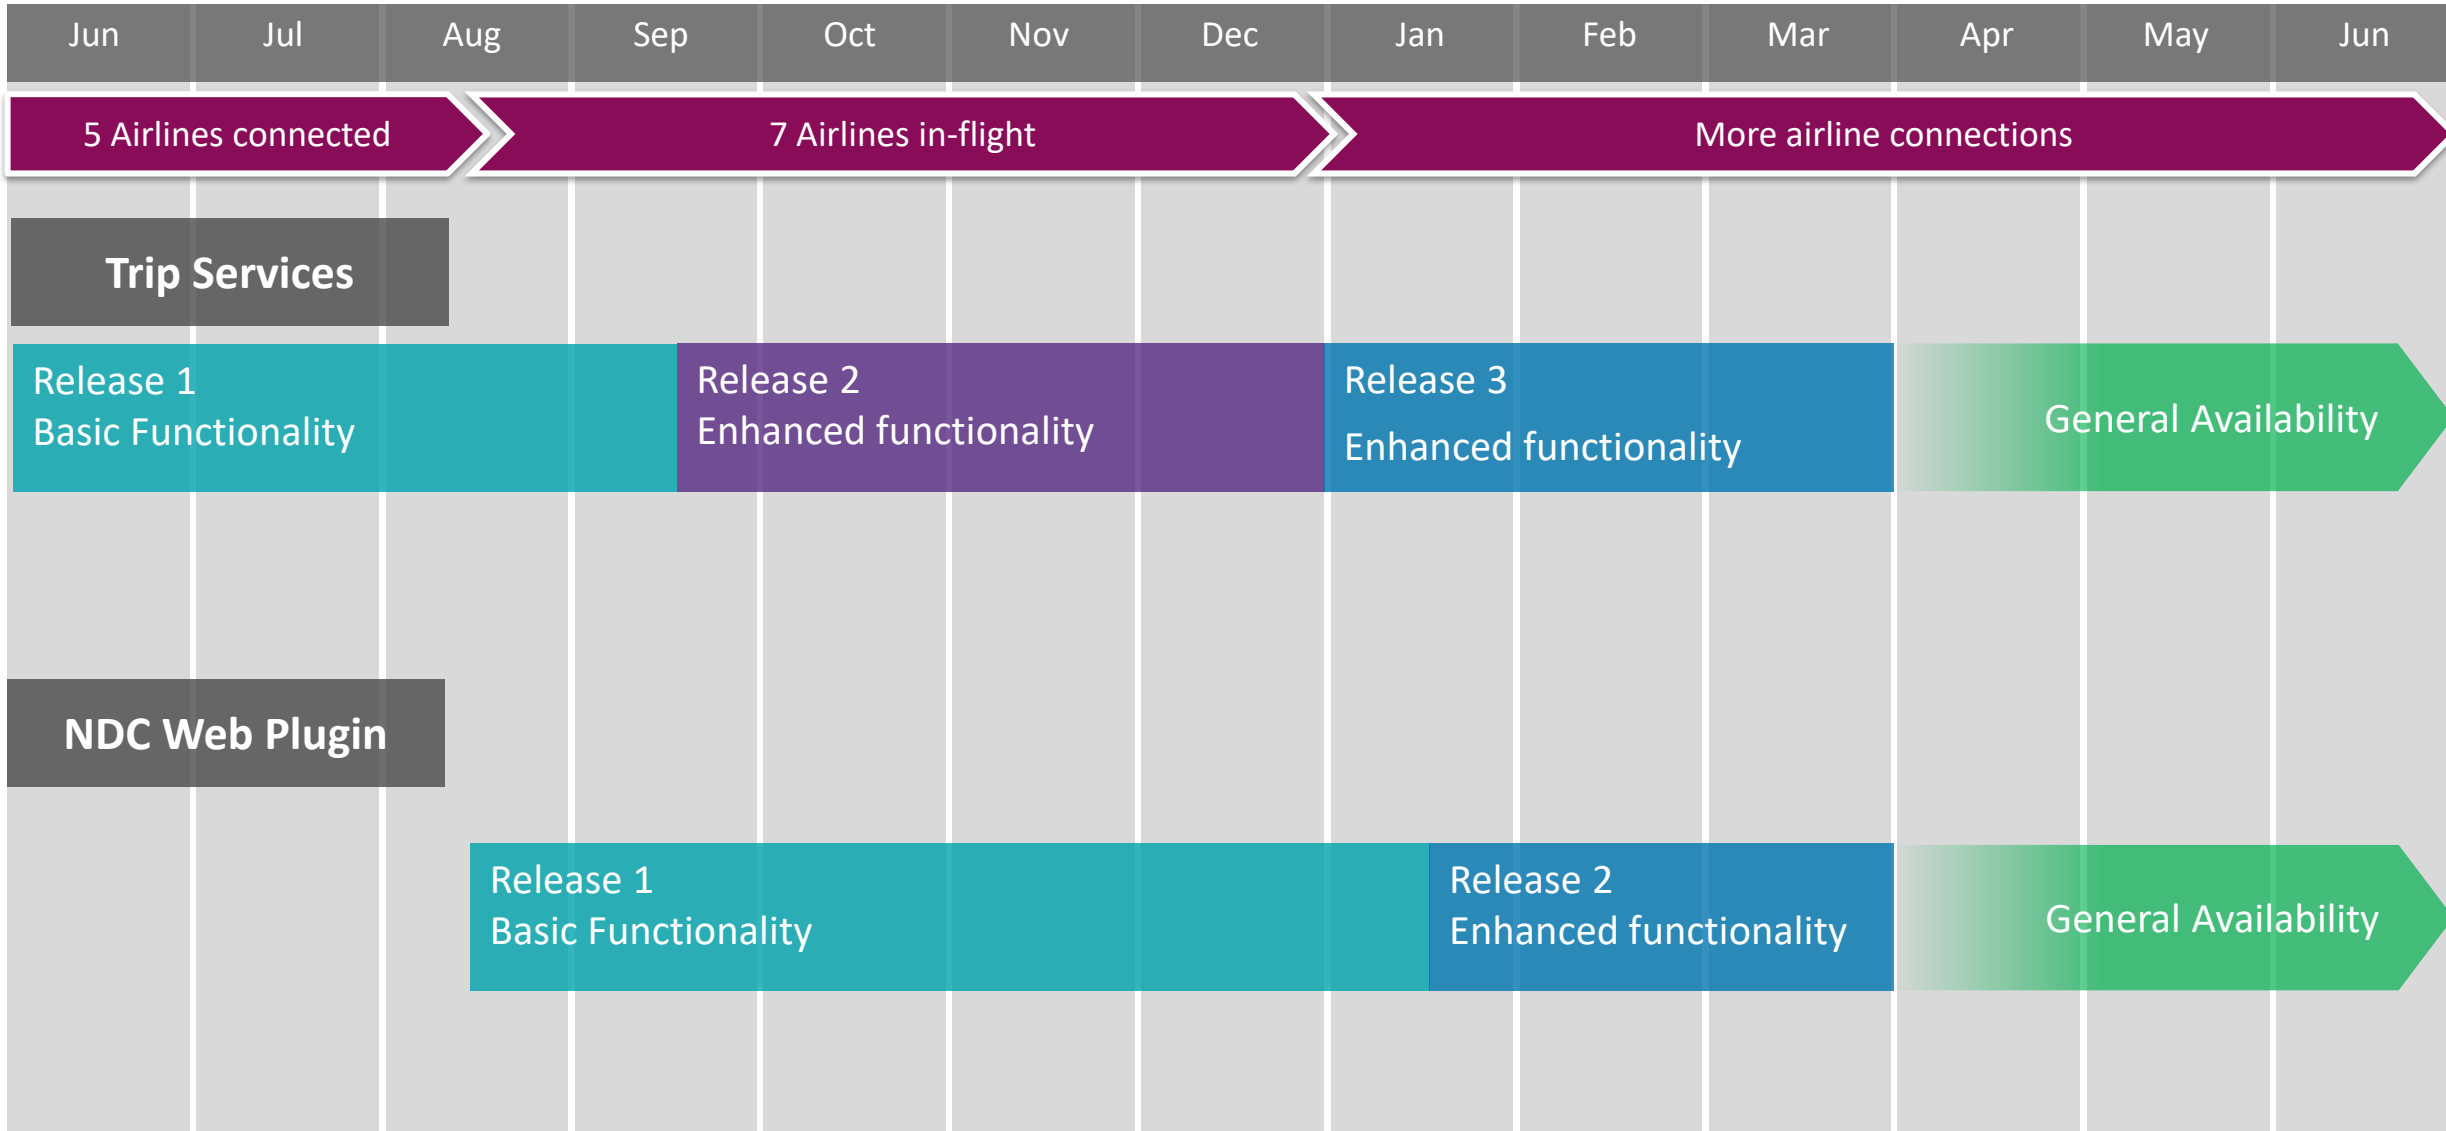 Jun Jul Aug Sep Oct Nov Dec Jan Feb Mar Apr May Jun
5 Airlines connected 7 Airlines in-flight More airline connections
Trip Services
Release 1
Basic Functionality
Release 2
Enhanced functionality
Release 3
Enhanced functionality
General Availability
NDC Web Plugin
Release 1
Basic Functionality
Release 2
Enhanced functionality
General Availability